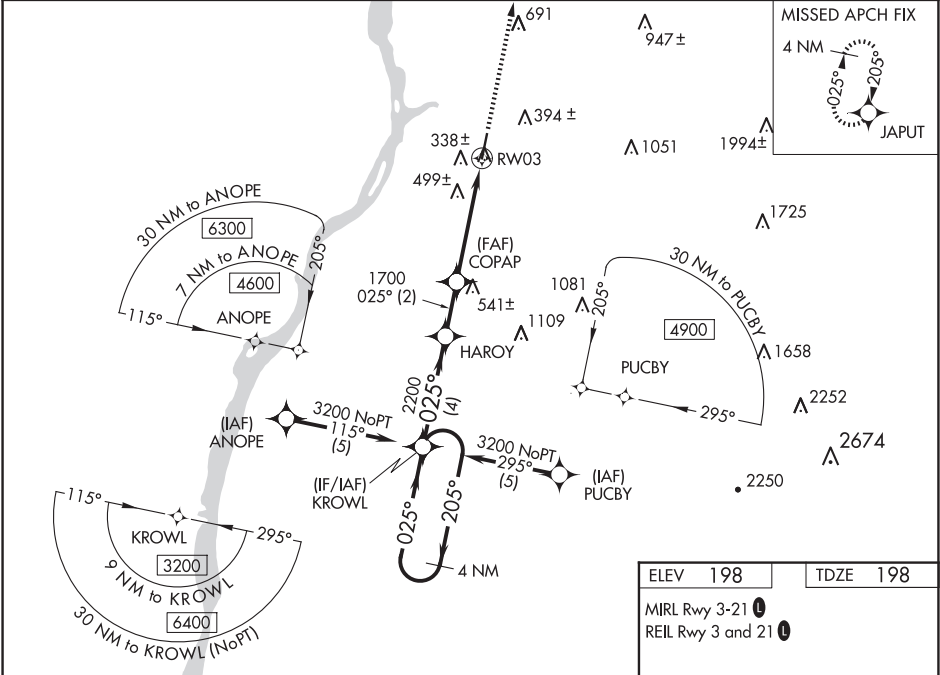 691
947±
MISSED APCH FIX
4 NM
025°
205°
JAPUT
394 ±
338±
RW03
1051
1994±
499±
1725
30 NM to ANOPE
6300
205°
7 NM to ANOPE
4600
115°
ANOPE
(FAF)
COPAP
1700
025° (2)
541±
HAROY
1109
1081
205°
30 NM to PUCBY
4900
PUCBY
295°
1658
2252
2674
2250
2200
025°
(4)
(IAF)
ANOPE
3200 NoPT
115°
(5)
3200 NoPT
295°
(5)
(IAF)
PUCBY
(IF/IAF)
KROWL
025°
205°
4 NM
115°
295°
KROWL
3200
9 NM to KROWL
6400
30 NM to KROWL (NoPT)
ELEV 198
TDZE 198
MIRL Rwy 3-21 L
REIL Rwy 3 and 21 L